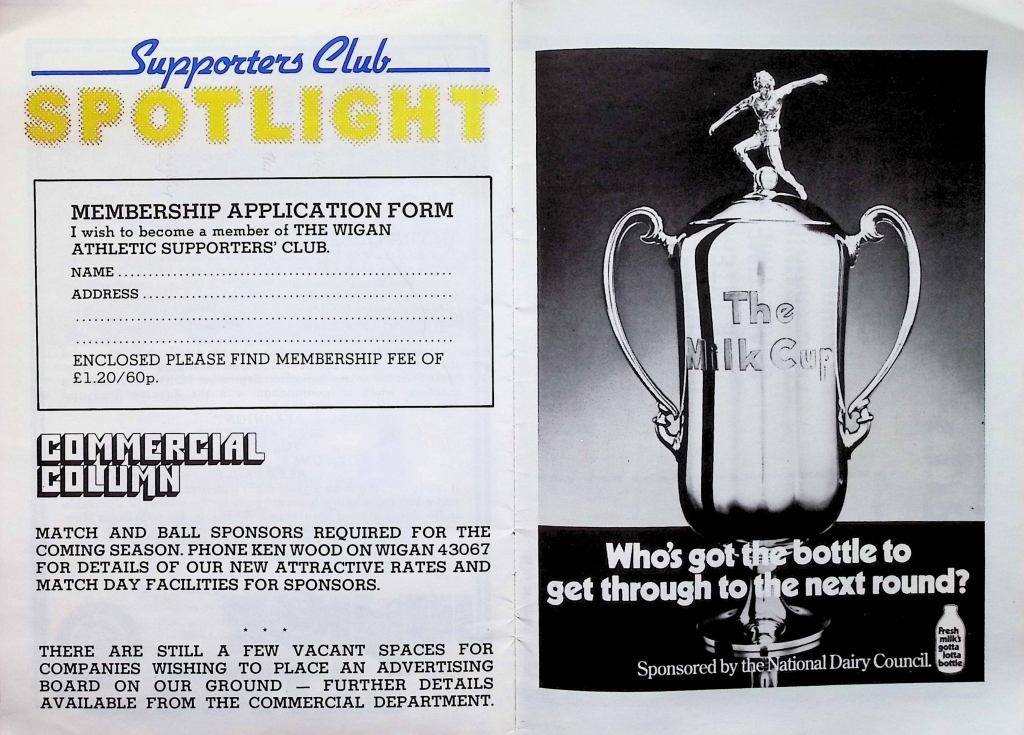 Supporters Club
SPOTLIGHT
MEMBERSHIP APPLICATION FORM
I wish to become a member of THE WIGAN
ATHLETIC SUPPORTERS' CLUB.
NAME ........................................................
ADDRESS ....................................................
................................................................
................................................................
ENCLOSED PLEASE FIND MEMBERSHIP FEE OF
£1.20/60p.
COMMERCIAL
COLUMN
MATCH AND BALL SPONSORS REQUIRED FOR THE
COMING SEASON. PHONE KEN WOOD ON WIGAN 43067
FOR DETAILS OF OUR NEW ATTRACTIVE RATES AND
MATCH DAY FACILITIES FOR SPONSORS.
* * *
THERE ARE STILL A FEW VACANT SPACES FOR
COMPANIES WISHING TO PLACE AN ADVERTISING
BOARD ON OUR GROUND — FURTHER DETAILS
AVAILABLE FROM THE COMMERCIAL DEPARTMENT.
The
Milk Cup
Who's got the bottle to
get through to the next round?
Sponsored by the National Dairy Council.
Fresh
milk's
gotta
lotta
bottle